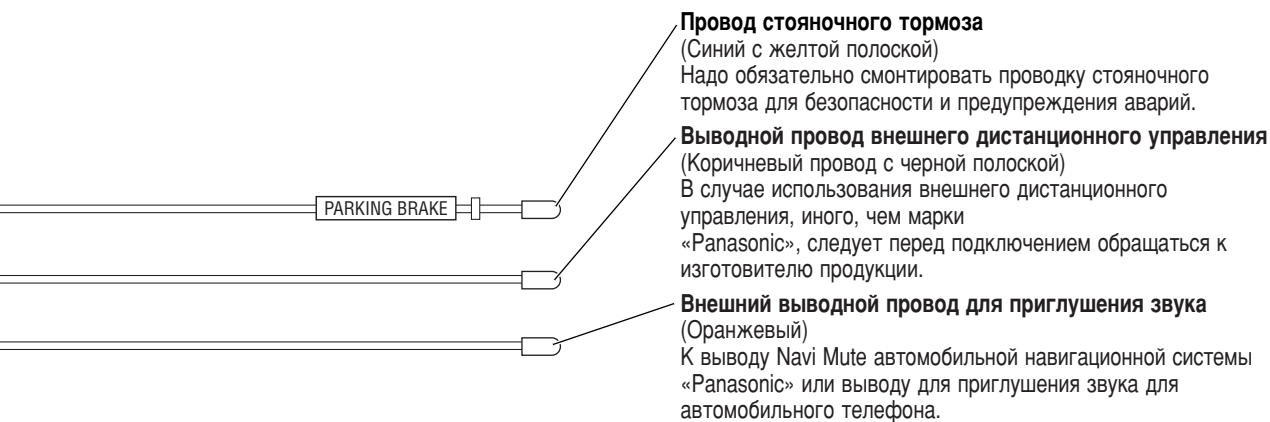 Провод стояночного тормоза
(Синий с желтой полоской)
Надо обязательно смонтировать проводку стояночного
тормоза для безопасности и предупреждения аварий.
Выводной провод внешнего дистанционного управления
(Коричневый провод с черной полоской)
В случае использования внешнего дистанционного
управления, иного, чем марки
«Panasonic», следует перед подключением обращаться к
изготовителю продукции.
PARKING BRAKE
Внешний выводной провод для приглушения звука
(Оранжевый)
К выводу Navi Mute автомобильной навигационной системы
«Panasonic» или выводу для приглушения звука для
автомобильного телефона.